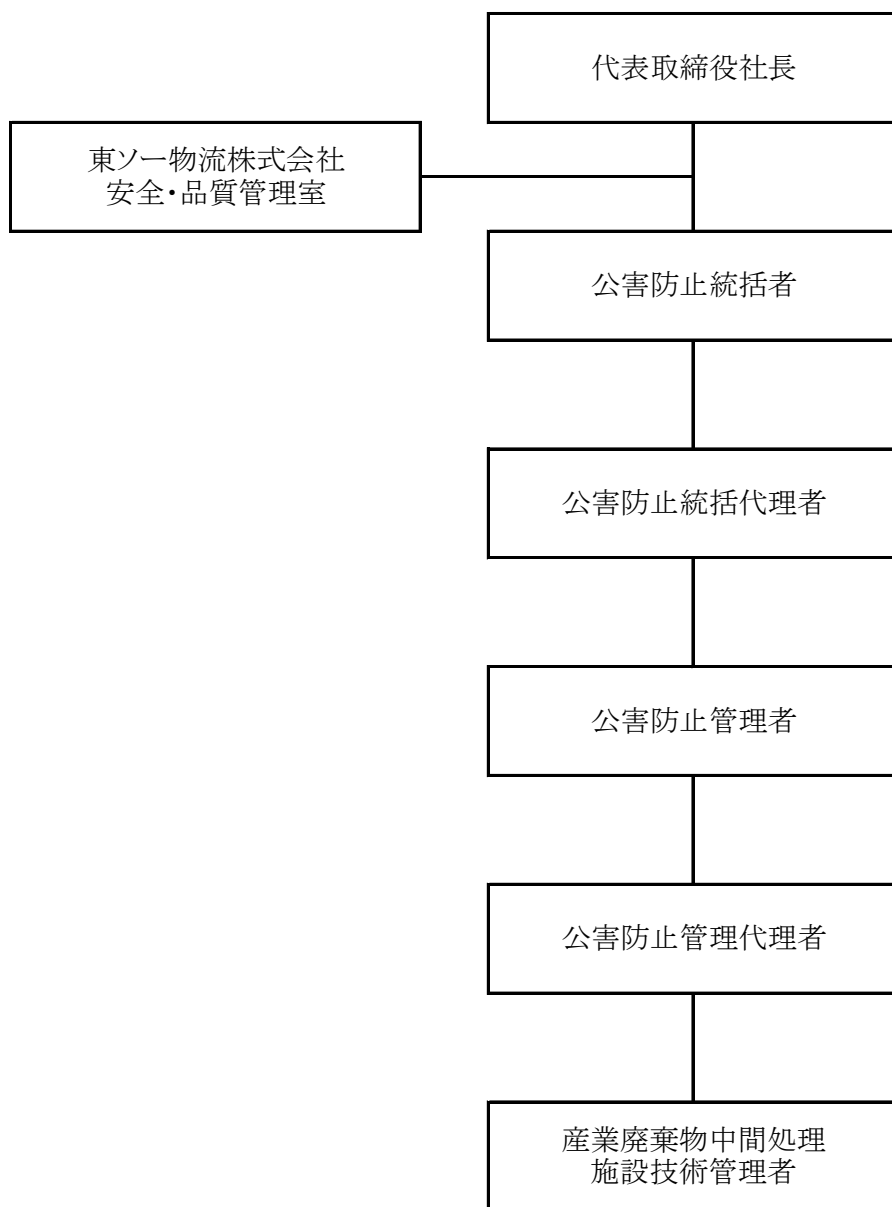 代表取締役社長
東ソー物流株式会社
安全・品質管理室
公害防止統括者
公害防止統括代理者
公害防止管理者
公害防止管理代理者
産業廃棄物中間処理
施設技術管理者